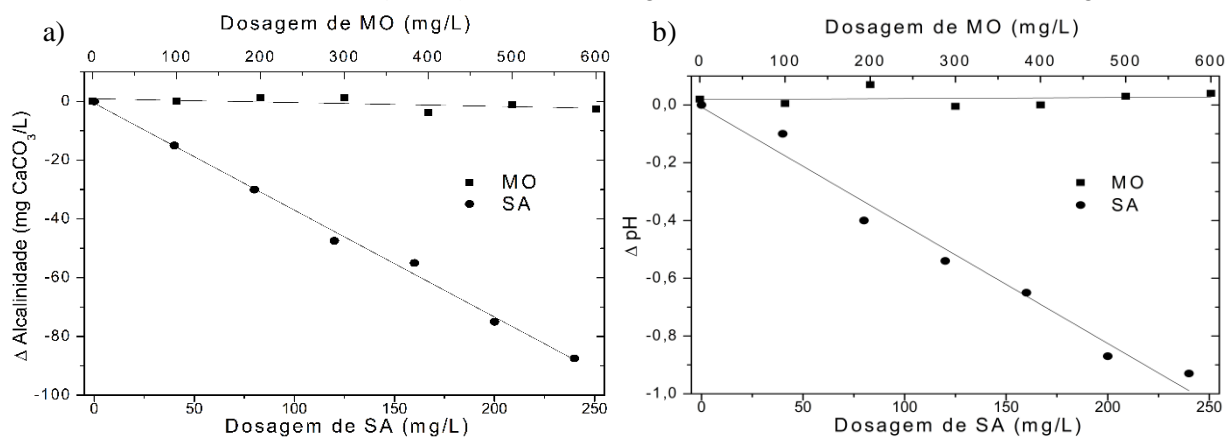 a)
Dosagem de MO (mg/L)
0 100 200 300 400 500 600
Δ Alcalinidade (mg CaCO₃/L)
0
-20
-40
-60
-80
-100
MO
SA
0 50 100 150 200 250
Dosagem de SA (mg/L)
b)
Dosagem de MO (mg/L)
0 100 200 300 400 500 600
Δ pH
0,0
-0,2
-0,4
-0,6
-0,8
-1,0
MO
SA
0 50 100 150 200 250
Dosagem de SA (mg/L)